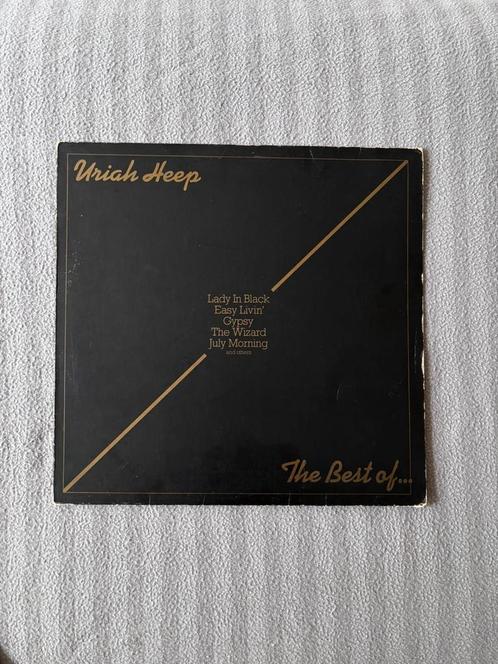 Uriah Heep
Lady In Black
Easy Livin'
Gypsy
The Wizard
July Morning
and others
The Best of...